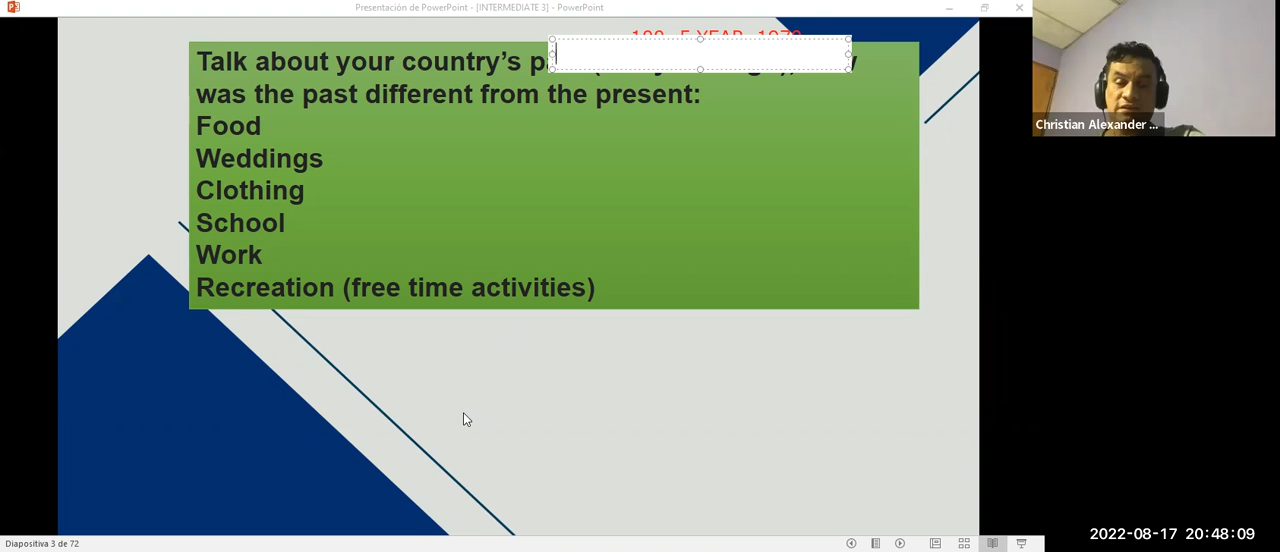 Presentación de PowerPoint - [INTERMEDIATE 3] - PowerPoint
Talk about your country's
was the past different from the present:
Food
Weddings
Clothing
School
Work
Recreation (free time activities)
Christian Alexander ...
Diapositiva 3 de 72
2022-08-17 20:48:09